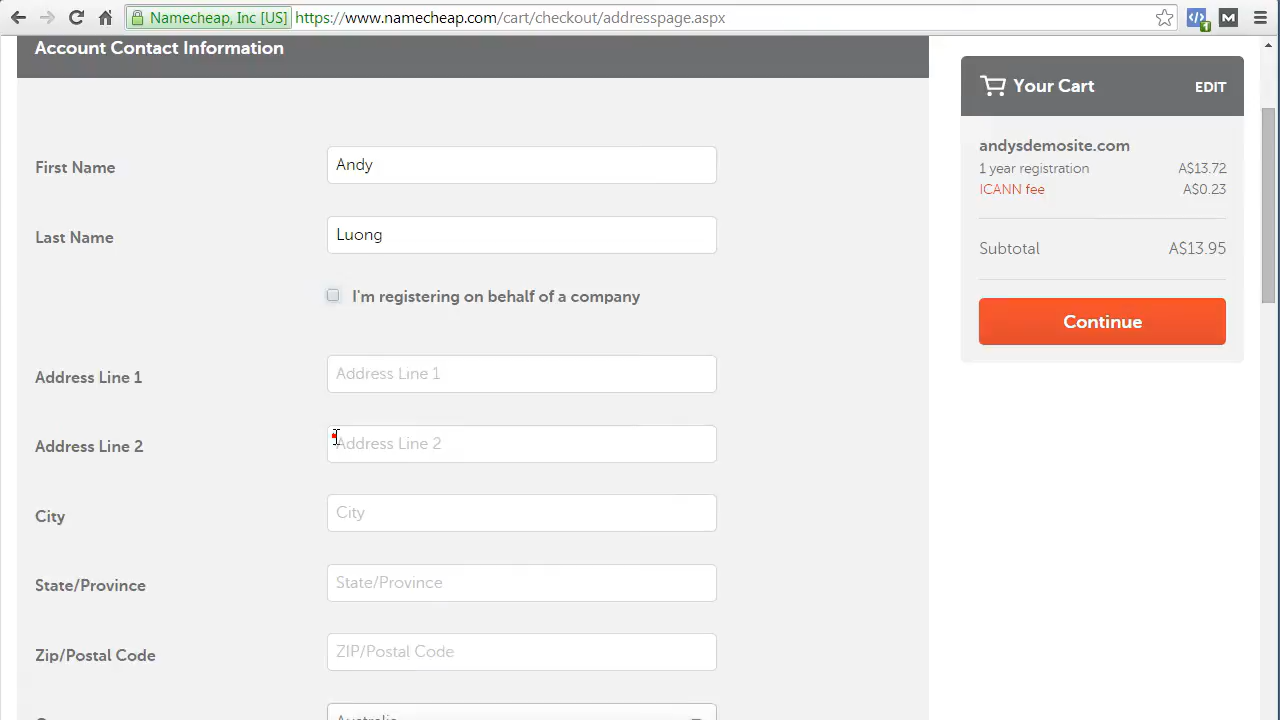 Namecheap, Inc [US] https://www.namecheap.com/cart/checkout/addresspage.aspx
Account Contact Information
First Name Andy
Last Name Luong
I'm registering on behalf of a company
Address Line 1 Address Line 1
Address Line 2 Address Line 2
City City
State/Province State/Province
Zip/Postal Code ZIP/Postal Code
Your Cart EDIT
andysdemosite.com
1 year registration A$13.72
ICANN fee A$0.23
Subtotal A$13.95
Continue